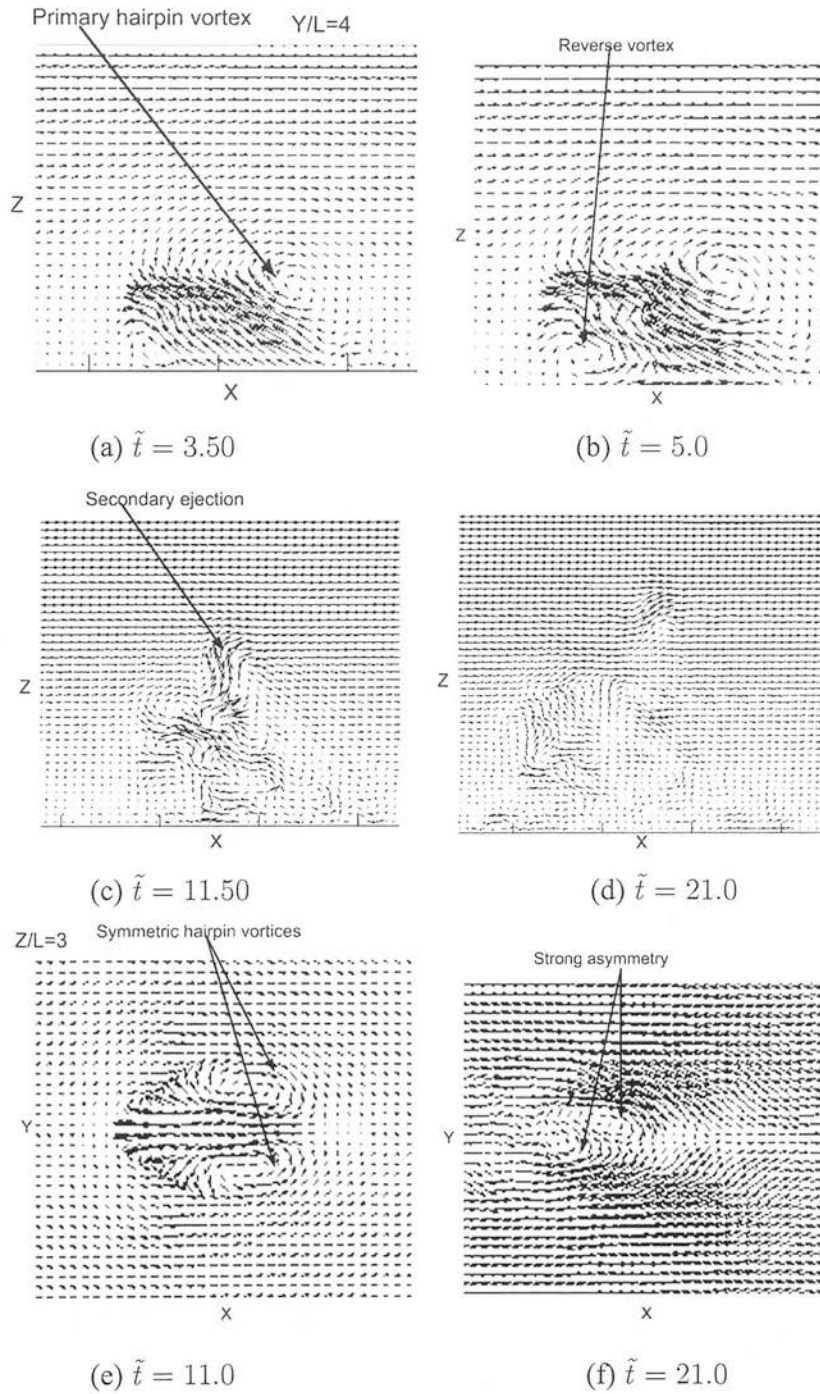 Primary hairpin vortex
Y/L=4
Reverse vortex
Z
X
Z
X
(a) t̃ = 3.50
(b) t̃ = 5.0
Secondary ejection
Z
X
Z
X
(c) t̃ = 11.50
(d) t̃ = 21.0
Z/L=3
Symmetric hairpin vortices
Strong asymmetry
Y
X
Y
X
(e) t̃ = 11.0
(f) t̃ = 21.0